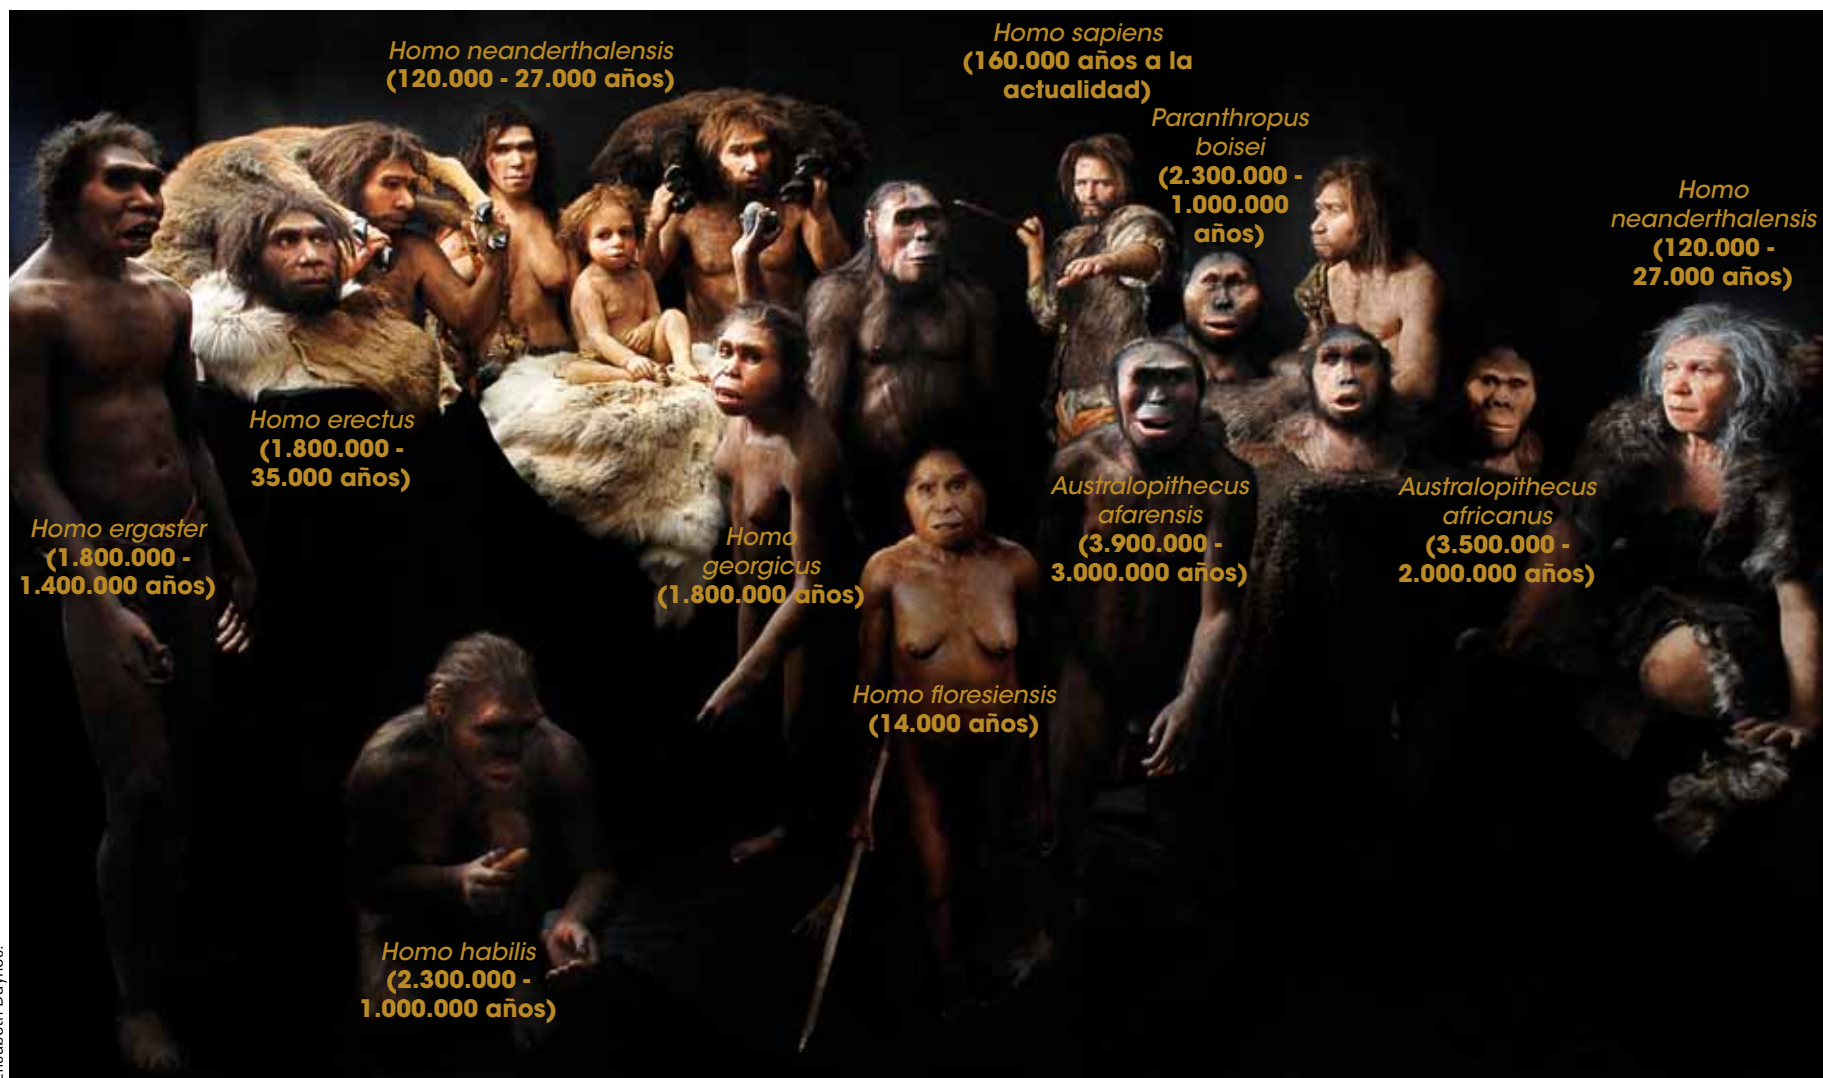 Homo neanderthalensis
(120.000 - 27.000 años)
Homo sapiens
(160.000 años a la
actualidad)
Paranthropus
boisei
(2.300.000 -
1.000.000
años)
Homo
neanderthalensis
(120.000 -
27.000 años)
Homo erectus
(1.800.000 -
35.000 años)
Homo ergaster
(1.800.000 -
1.400.000 años)
Homo
georgicus
(1.800.000 años)
Australopithecus
afarensis
(3.900.000 -
3.000.000 años)
Australopithecus
africanus
(3.500.000 -
2.000.000 años)
Homo floresiensis
(14.000 años)
Homo habilis
(2.300.000 -
1.000.000 años)